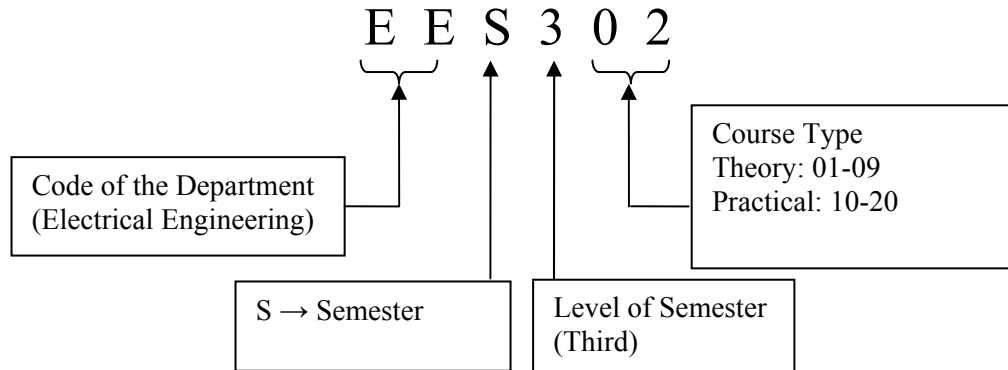 E E S 3 0 2
Course Type
Theory: 01-09
Practical: 10-20
Code of the Department
(Electrical Engineering)
S → Semester
Level of Semester
(Third)